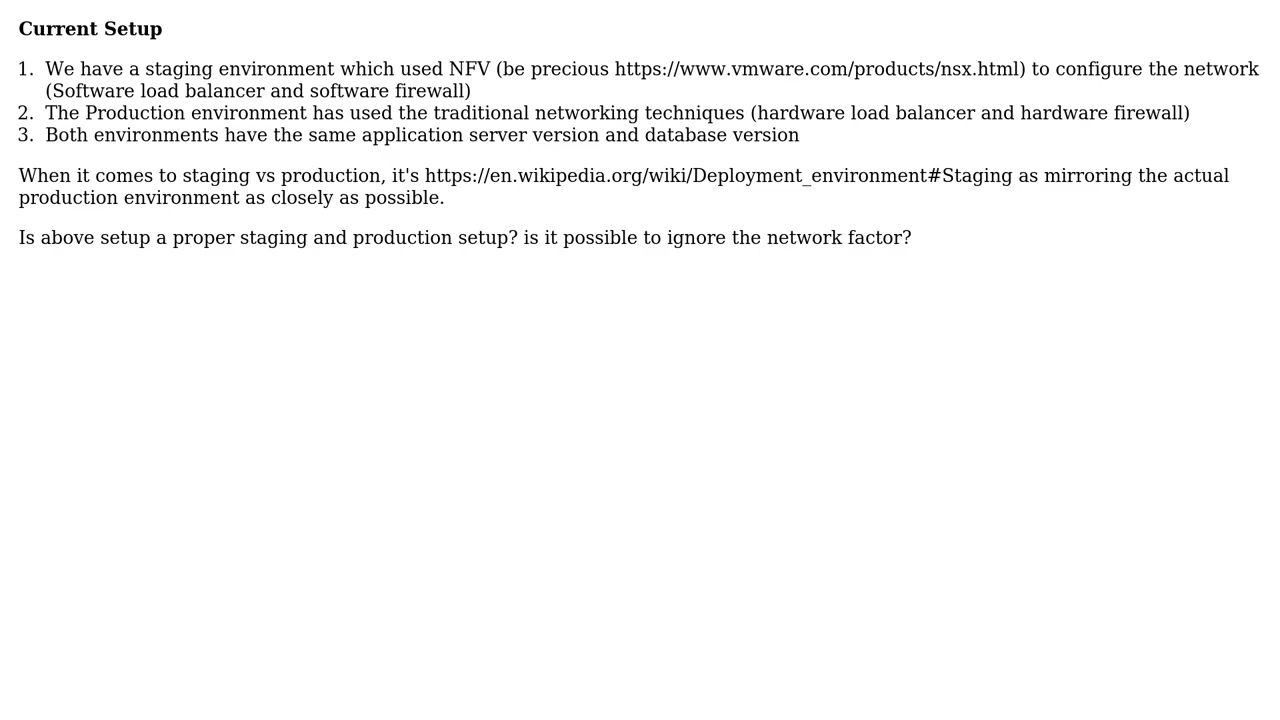 Current Setup
1. We have a staging environment which used NFV (be precious https://www.vmware.com/products/nsx.html) to configure the network
(Software load balancer and software firewall)
2. The Production environment has used the traditional networking techniques (hardware load balancer and hardware firewall)
3. Both environments have the same application server version and database version
When it comes to staging vs production, it's https://en.wikipedia.org/wiki/Deployment_environment#Staging as mirroring the actual
production environment as closely as possible.
Is above setup a proper staging and production setup? is it possible to ignore the network factor?